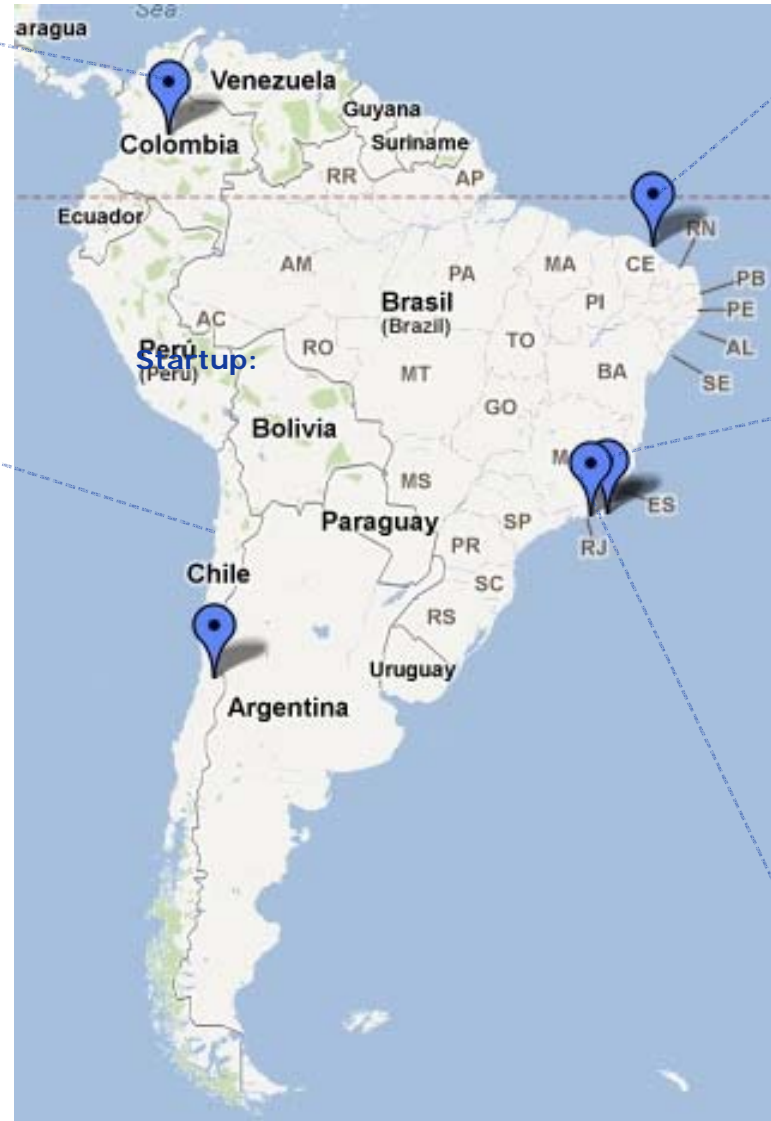 Sea
aragua
Venezuela
Guyana
Colombia
Suriname
RR
AP
Ecuador
RN
AM
PA
MA
CE
PB
Brasil
(Brazil)
PI
PE
AC
TO
AL
Perú
(Peru)
Startup:
RO
MT
BA
SE
GO
Bolivia
M
MS
ES
Paraguay
SP
PR
RJ
Chile
SC
RS
Uruguay
Argentina